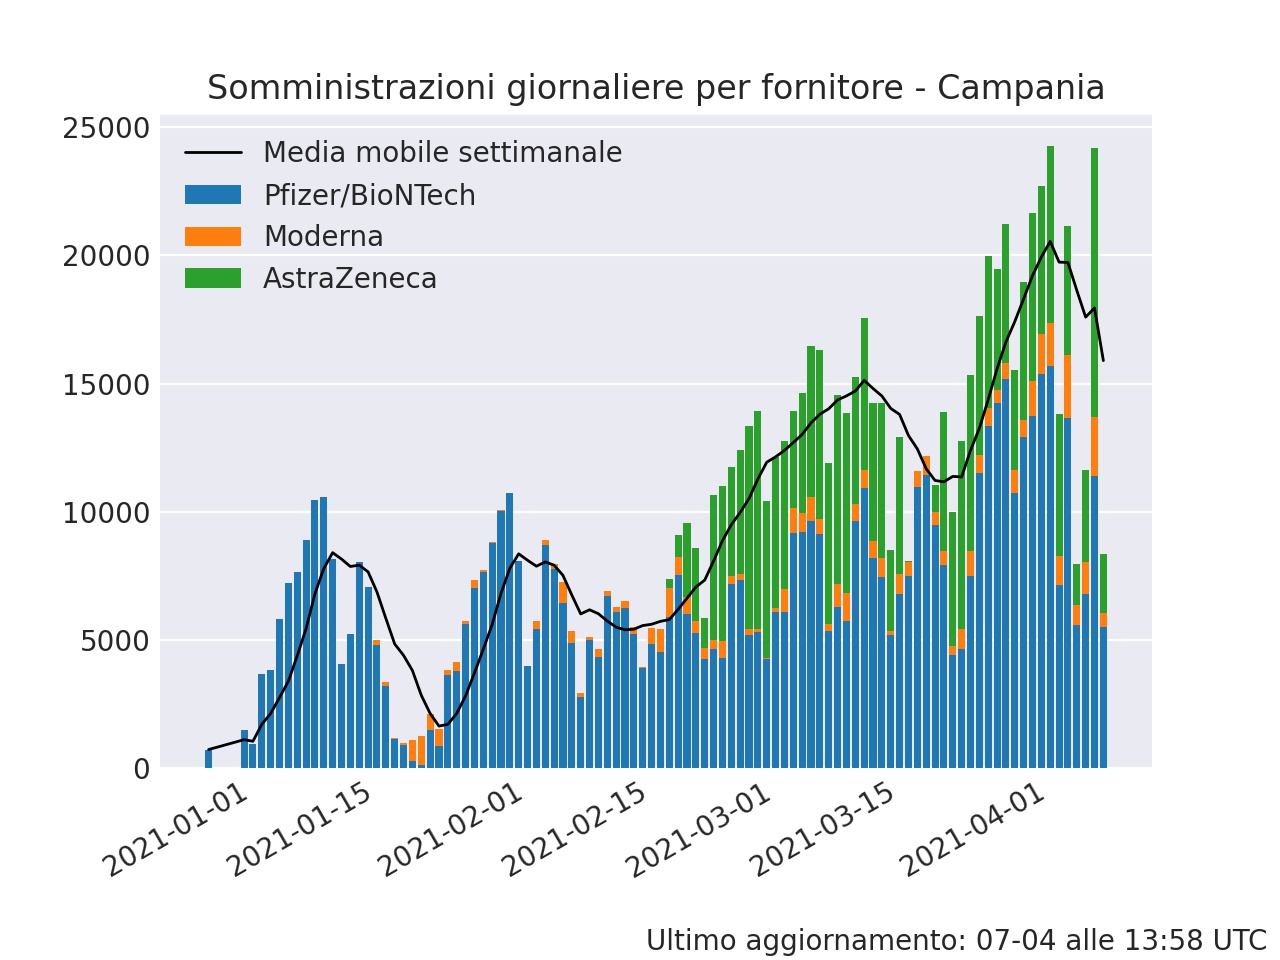 Somministrazioni giornaliere per fornitore - Campania
25000
20000
15000
10000
5000
0
Media mobile settimanale
Pfizer/BioNTech
Moderna
AstraZeneca
2021-01-01
2021-01-15
2021-02-01
2021-02-15
2021-03-01
2021-03-15
2021-04-01
Ultimo aggiornamento: 07-04 alle 13:58 UTC